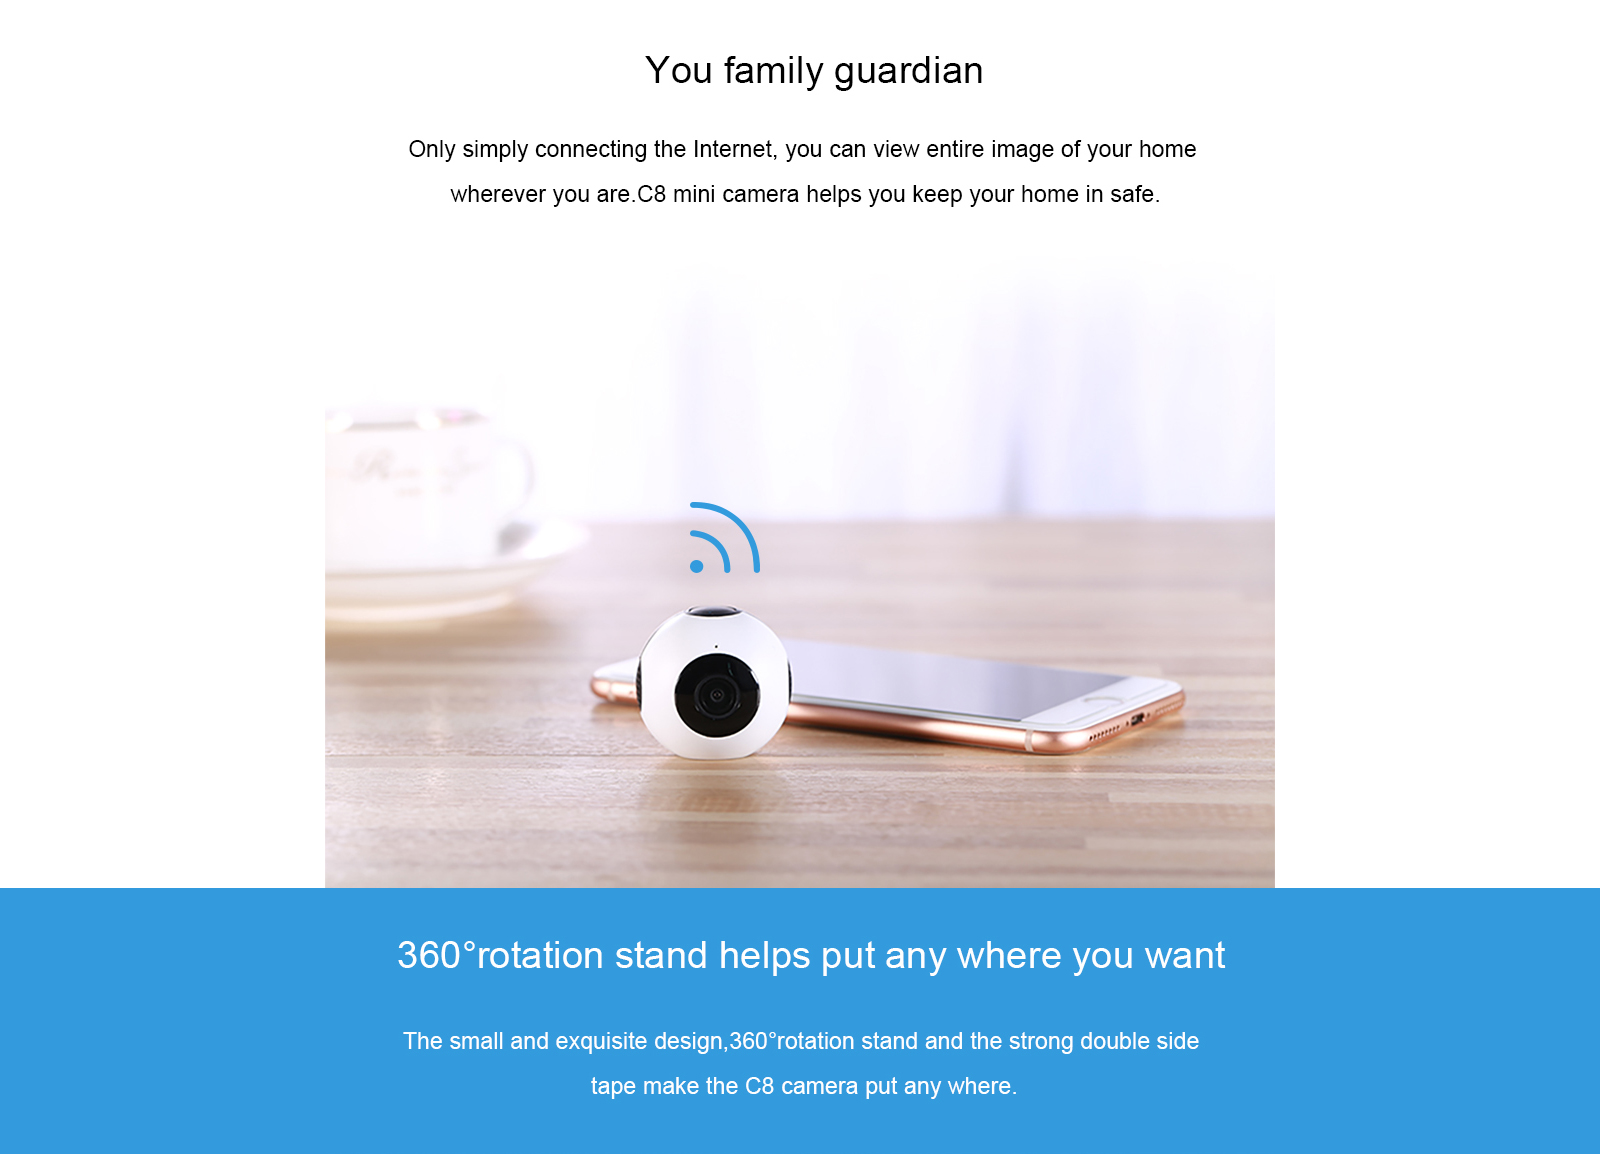 You family guardian
Only simply connecting the Internet, you can view entire image of your home
wherever you are.C8 mini camera helps you keep your home in safe.
360°rotation stand helps put any where you want
The small and exquisite design,360°rotation stand and the strong double side
tape make the C8 camera put any where.